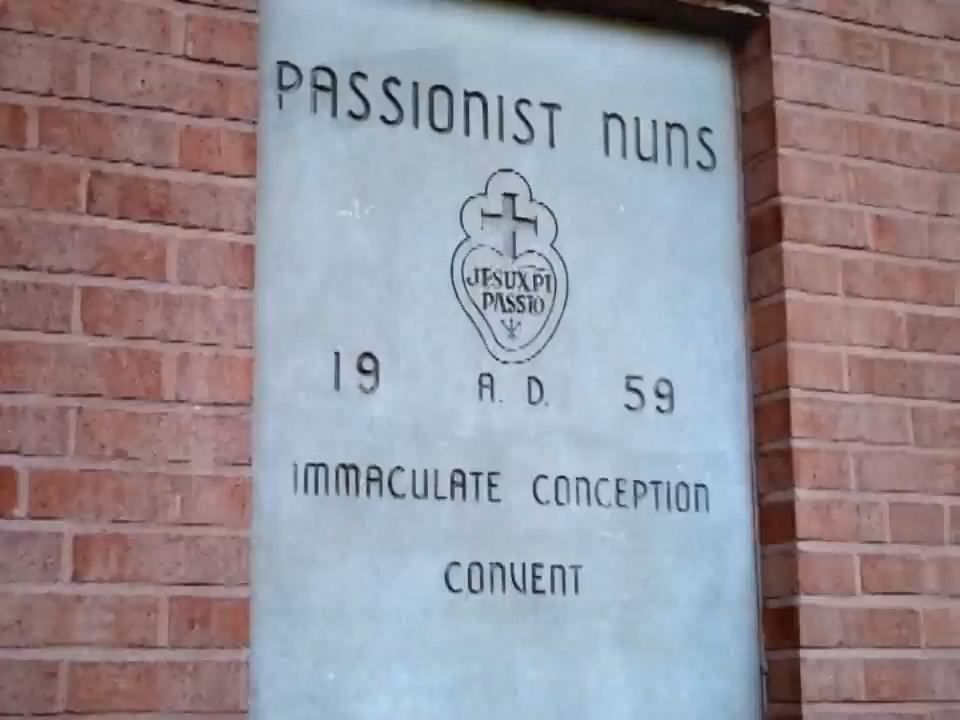 PASSIONIST NUNS
JESU XPI
PASSIO
19 A. D. 59
IMMACULATE CONCEPTION
CONVENT